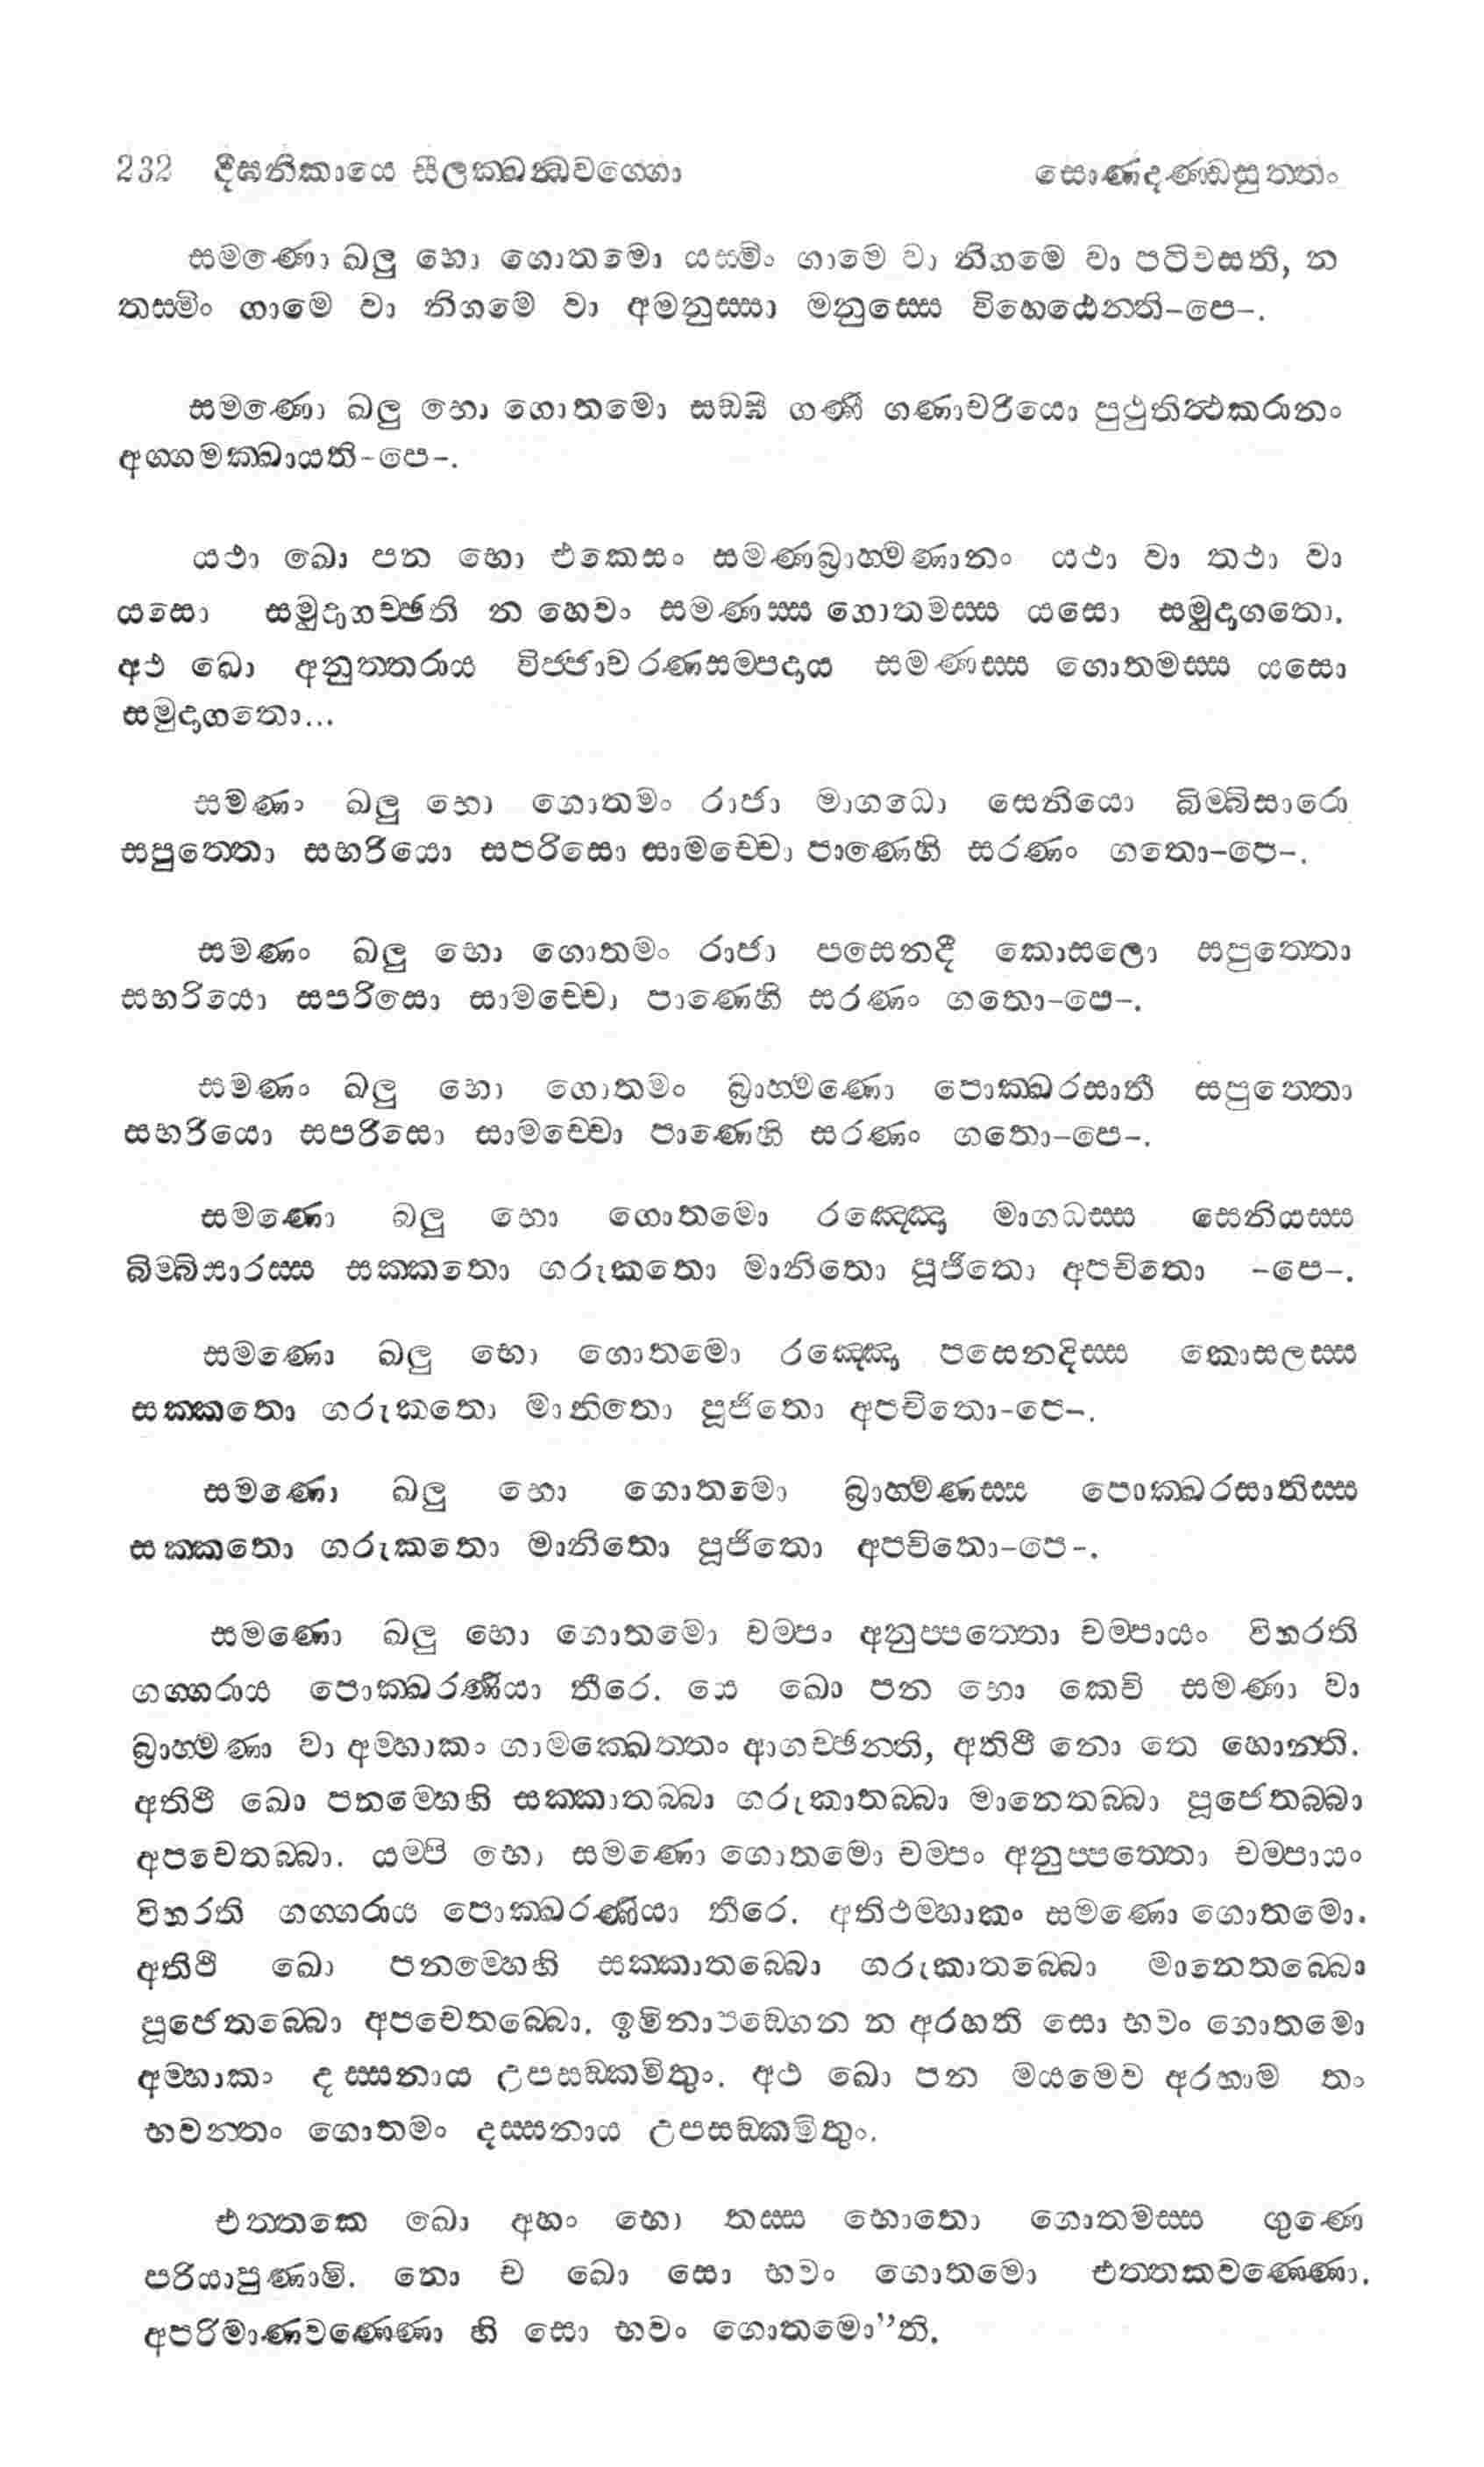 232 දීඝනිකායෙ සීලක්ඛන්ධවග්ගො සොණදණ්ඩසුත්තං
සමණො ඛලු භො ගොතමො යස්මිං ගාමෙ වා නිගමෙ වා පටිවසති, න
තස්මිං ගාමෙ වා නිගමෙ වා අමනුස්සා මනුස්සෙ විහෙඨෙන්ති-පෙ-.
සමණො ඛලු භො ගොතමො සඞ්ඝී ගණී ගණාචරියො පුථුතිත්ථකරානං
අග්ගමක්ඛායති-පෙ-.
යථා ඛො පන භො එකෙසං සමණබ්‍රාහ්මණානං යථා වා තථා වා
යසො සමුදාගච්ඡති න හෙවං සමණස්ස ගොතමස්ස යසො සමුදාගතො.
අථ ඛො අනුත්තරාය විජ්ජාචරණසම්පදාය සමණස්ස ගොතමස්ස යසො
සමුදාගතො...
සමණං ඛලු භො ගොතමං රාජා මාගධො සෙනියො බිම්බිසාරො
සපුත්තො සභරියො සපරිසො සාමච්චො පාණෙහි සරණං ගතො-පෙ-.
සමණං ඛලු භො ගොතමං රාජා පසෙනදී කොසලො සපුත්තො
සභරියො සපරිසො සාමච්චො පාණෙහි සරණං ගතො-පෙ-.
සමණං ඛලු භො ගොතමං බ්‍රාහ්මණො පොක්ඛරසාතී සපුත්තො
සභරියො සපරිසො සාමච්චො පාණෙහි සරණං ගතො-පෙ-.
සමණො ඛලු භො ගොතමො රඤ්ඤො මාගධස්ස සෙනියස්ස
බිම්බිසාරස්ස සක්කතො ගරුකතො මානිතො පූජිතො අපචිතො -පෙ-.
සමණො ඛලු භො ගොතමො රඤ්ඤො පසෙනදිස්ස කොසලස්ස
සක්කතො ගරුකතො මානිතො පූජිතො අපචිතො-පෙ-.
සමණො ඛලු භො ගොතමො බ්‍රාහ්මණස්ස පොක්ඛරසාතිස්ස
සක්කතො ගරුකතො මානිතො පූජිතො අපචිතො-පෙ-.
සමණො ඛලු භො ගොතමො චම්පං අනුප්පත්තො චම්පායං විහරති
ගග්ගරාය පොක්ඛරණියා තීරෙ. යෙ ඛො පන භො කෙචි සමණා වා
බ්‍රාහ්මණා වා අම්හාකං ගාමක්ඛෙත්තං ආගච්ඡන්ති, අතිථී නො තෙ හොන්ති.
අතිථී ඛො පනම්හෙහි සක්කාතබ්බා ගරුකාතබ්බා මානෙතබ්බා පූජෙතබ්බා
අපචෙතබ්බා. යම්පි භො සමණො ගොතමො චම්පං අනුප්පත්තො චම්පායං
විහරති ගග්ගරාය පොක්ඛරණියා තීරෙ. අතිථම්හාකං සමණො ගොතමො.
අතිථි ඛො පනම්හෙහි සක්කාතබ්බො ගරුකාතබ්බො මානෙතබ්බො
පූජෙතබ්බො අපචෙතබ්බො. ඉමිනාපඞ්ගෙන න අරහති සො භවං ගොතමො
අම්හාකං දස්සනාය උපසඞ්කමිතුං. අථ ඛො පන මයමෙව අරහාම තං
භවන්තං ගොතමං දස්සනාය උපසඞ්කමිතුං.
එත්තකෙ ඛො අහං භො තස්ස භොතො ගොතමස්ස ගුණෙ
පරියාපුණාමි. නො ච ඛො සො භවං ගොතමො එත්තකවණ්ණො.
අපරිමාණවණ්ණො හි සො භවං ගොතමො”ති.